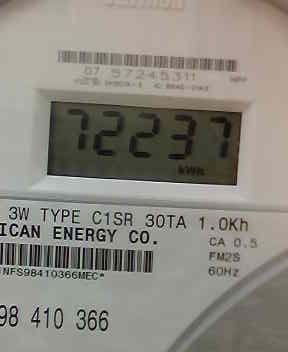 07 57245311
72237
kWh
3W TYPE C1SR 30TA 1.0Kh
ICAN ENERGY CO.
CA 0.5
FM2S
NFS98410366MEC*
60Hz
98 410 366